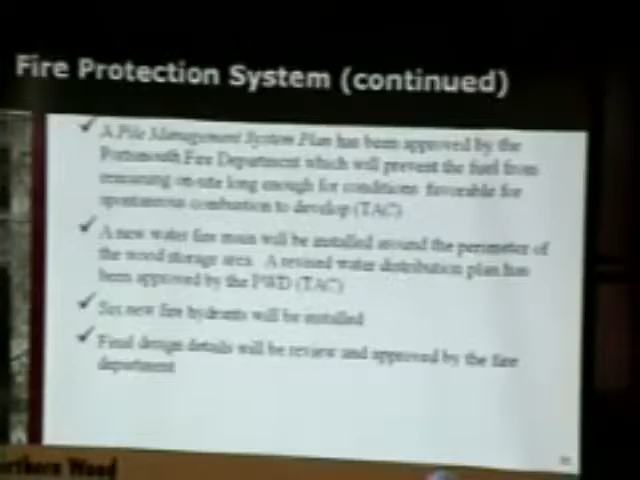 Fire Protection System (continued)
✓ A Pile Management System Plan has been approved by the
Portsmouth Fire Department which will prevent the fuel from
remaining on-site long enough for conditions favorable for
spontaneous combustion to develop (TAC)
✓ A new water fire main will be installed around the perimeter of
the wood storage area. A revised water distribution plan has
been approved by the PWD (TAC)
✓ Six new fire hydrants will be installed
✓ Final design details will be review and approved by the fire
department
Northern Wood